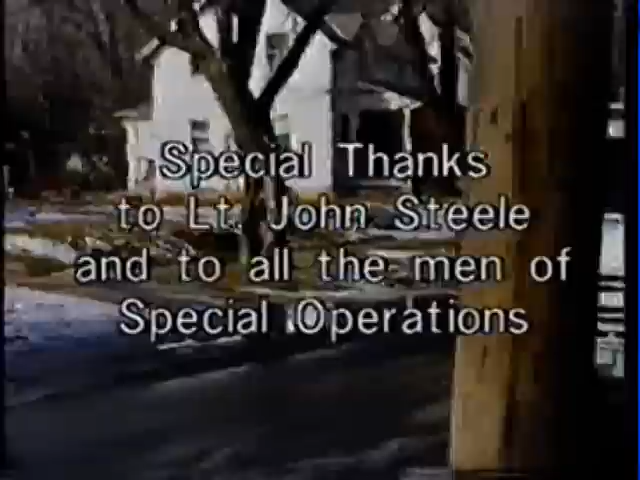 Special Thanks
to Lt. John Steele
and to all the men of
Special Operations